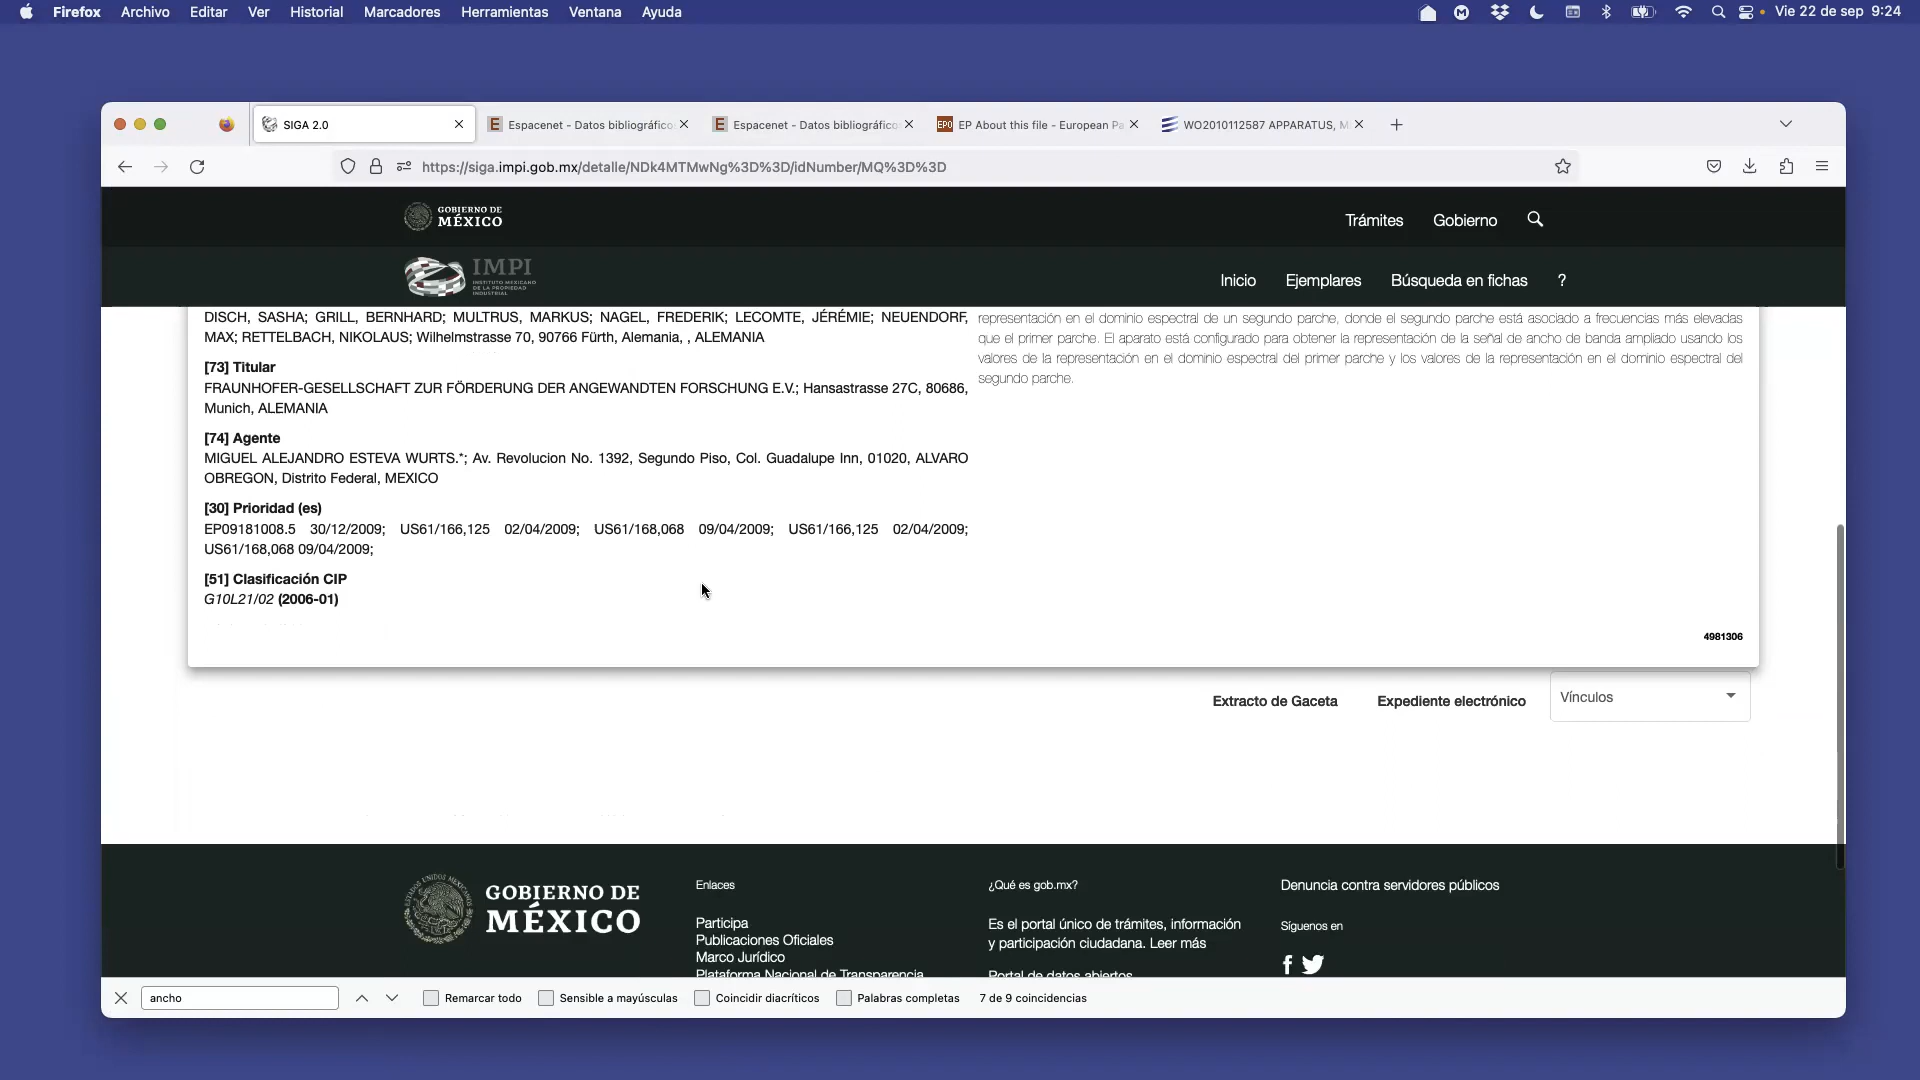 Firefox Archivo Editar Ver Historial Marcadores Herramientas Ventana Ayuda Vie 22 de sep 9:24
SIGA 2.0
Espacenet - Datos bibliográfico
Espacenet - Datos bibliográfico
EPO EP About this file - European Pa
WO2010112587 APPARATUS, M
https://siga.impi.gob.mx/detalle/NDk4MTMwNg%3D%3D/idNumber/MQ%3D%3D
GOBIERNO DE
MÉXICO
Trámites Gobierno
IMPI
INSTITUTO MEXICANO
DE LA PROPIEDAD
INDUSTRIAL
Inicio Ejemplares Búsqueda en fichas ?
DISCH, SASHA; GRILL, BERNHARD; MULTRUS, MARKUS; NAGEL, FREDERIK; LECOMTE, JÉRÉMIE; NEUENDORF,
MAX; RETTELBACH, NIKOLAUS; Wilhelmstrasse 70, 90766 Fürth, Alemania, , ALEMANIA
[73] Titular
FRAUNHOFER-GESELLSCHAFT ZUR FÖRDERUNG DER ANGEWANDTEN FORSCHUNG E.V.; Hansastrasse 27C, 80686,
Munich, ALEMANIA
[74] Agente
MIGUEL ALEJANDRO ESTEVA WURTS.*; Av. Revolucion No. 1392, Segundo Piso, Col. Guadalupe Inn, 01020, ALVARO
OBREGON, Distrito Federal, MEXICO
[30] Prioridad (es)
EP09181008.5 30/12/2009; US61/166,125 02/04/2009; US61/168,068 09/04/2009; US61/166,125 02/04/2009;
US61/168,068 09/04/2009;
[51] Clasificación CIP
G10L21/02 (2006-01)
representación en el dominio espectral de un segundo parche, donde el segundo parche está asociado a frecuencias más elevadas
que el primer parche. El aparato está configurado para obtener la representación de la señal de ancho de banda ampliado usando los
valores de la representación en el dominio espectral del primer parche y los valores de la representación en el dominio espectral del
segundo parche.
4981306
Extracto de Gaceta Expediente electrónico Vínculos
GOBIERNO DE
MÉXICO
Enlaces
Participa
Publicaciones Oficiales
Marco Jurídico
Plataforma Nacional de Transparencia
¿Qué es gob.mx?
Es el portal único de trámites, información
y participación ciudadana. Leer más
Portal de datos abiertos
Denuncia contra servidores públicos
Síguenos en
ancho Remarcar todo Sensible a mayúsculas Coincidir diacríticos Palabras completas 7 de 9 coincidencias